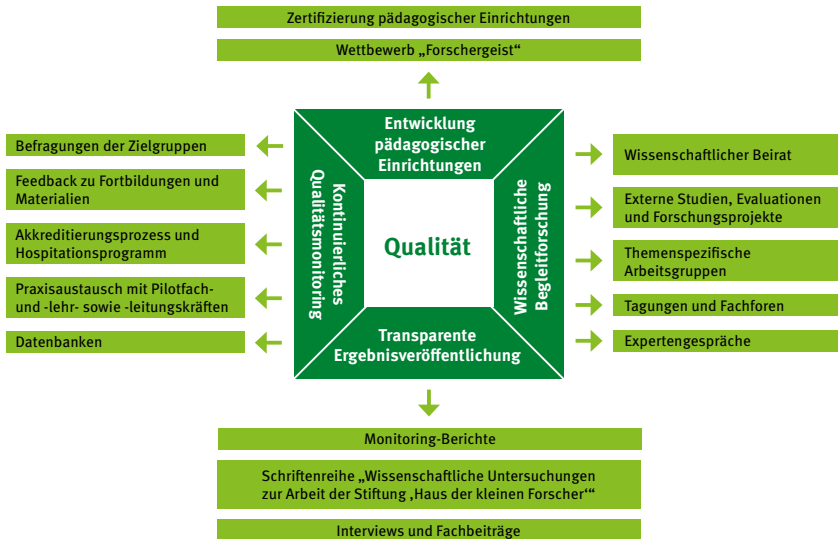 Zertifizierung pädagogischer Einrichtungen
Wettbewerb „Forschergeist“
Entwicklung
pädagogischer
Einrichtungen
Befragungen der Zielgruppen
Feedback zu Fortbildungen und
Materialien
Akkreditierungsprozess und
Hospitationsprogramm
Praxisaustausch mit Pilotfach-
und -lehr- sowie -leitungskräften
Datenbanken
Kontinuierliches
Qualitätsmonitoring
Qualität
Wissenschaftliche
Begleitforschung
Wissenschaftlicher Beirat
Externe Studien, Evaluationen
und Forschungsprojekte
Themenspezifische
Arbeitsgruppen
Tagungen und Fachforen
Expertengespräche
Transparente
Ergebnisveröffentlichung
Monitoring-Berichte
Schriftenreihe „Wissenschaftliche Untersuchungen
zur Arbeit der Stiftung ‚Haus der kleinen Forscher‘“
Interviews und Fachbeiträge